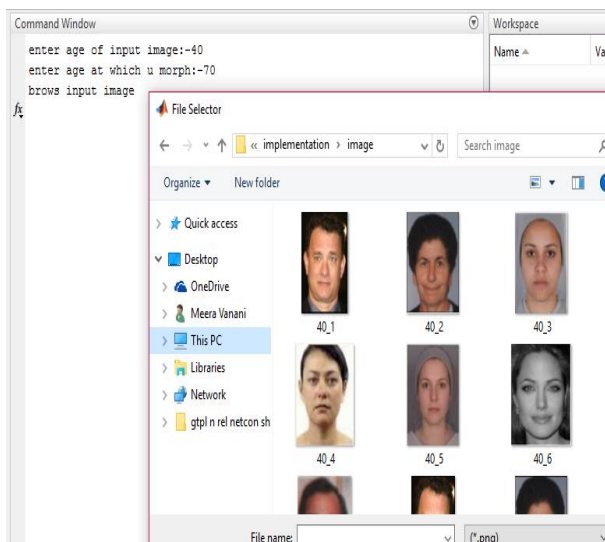 Command Window
Workspace
enter age of input image:-40
enter age at which u morph:-70
brows input image
fx
Name
Va
File Selector
« implementation > image
Search image
Organize
New folder
Quick access
Desktop
OneDrive
Meera Vanani
This PC
Libraries
Network
gtpl n rel netcon sh
40_1
40_2
40_3
40_4
40_5
40_6
File name:
(*.png)